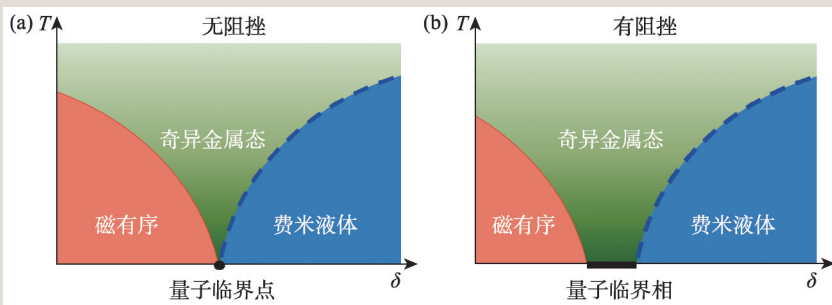 (a) T 无阻挫
奇异金属态
磁有序
费米液体
量子临界点
δ
(b) T 有阻挫
奇异金属态
磁有序
费米液体
量子临界相
δ